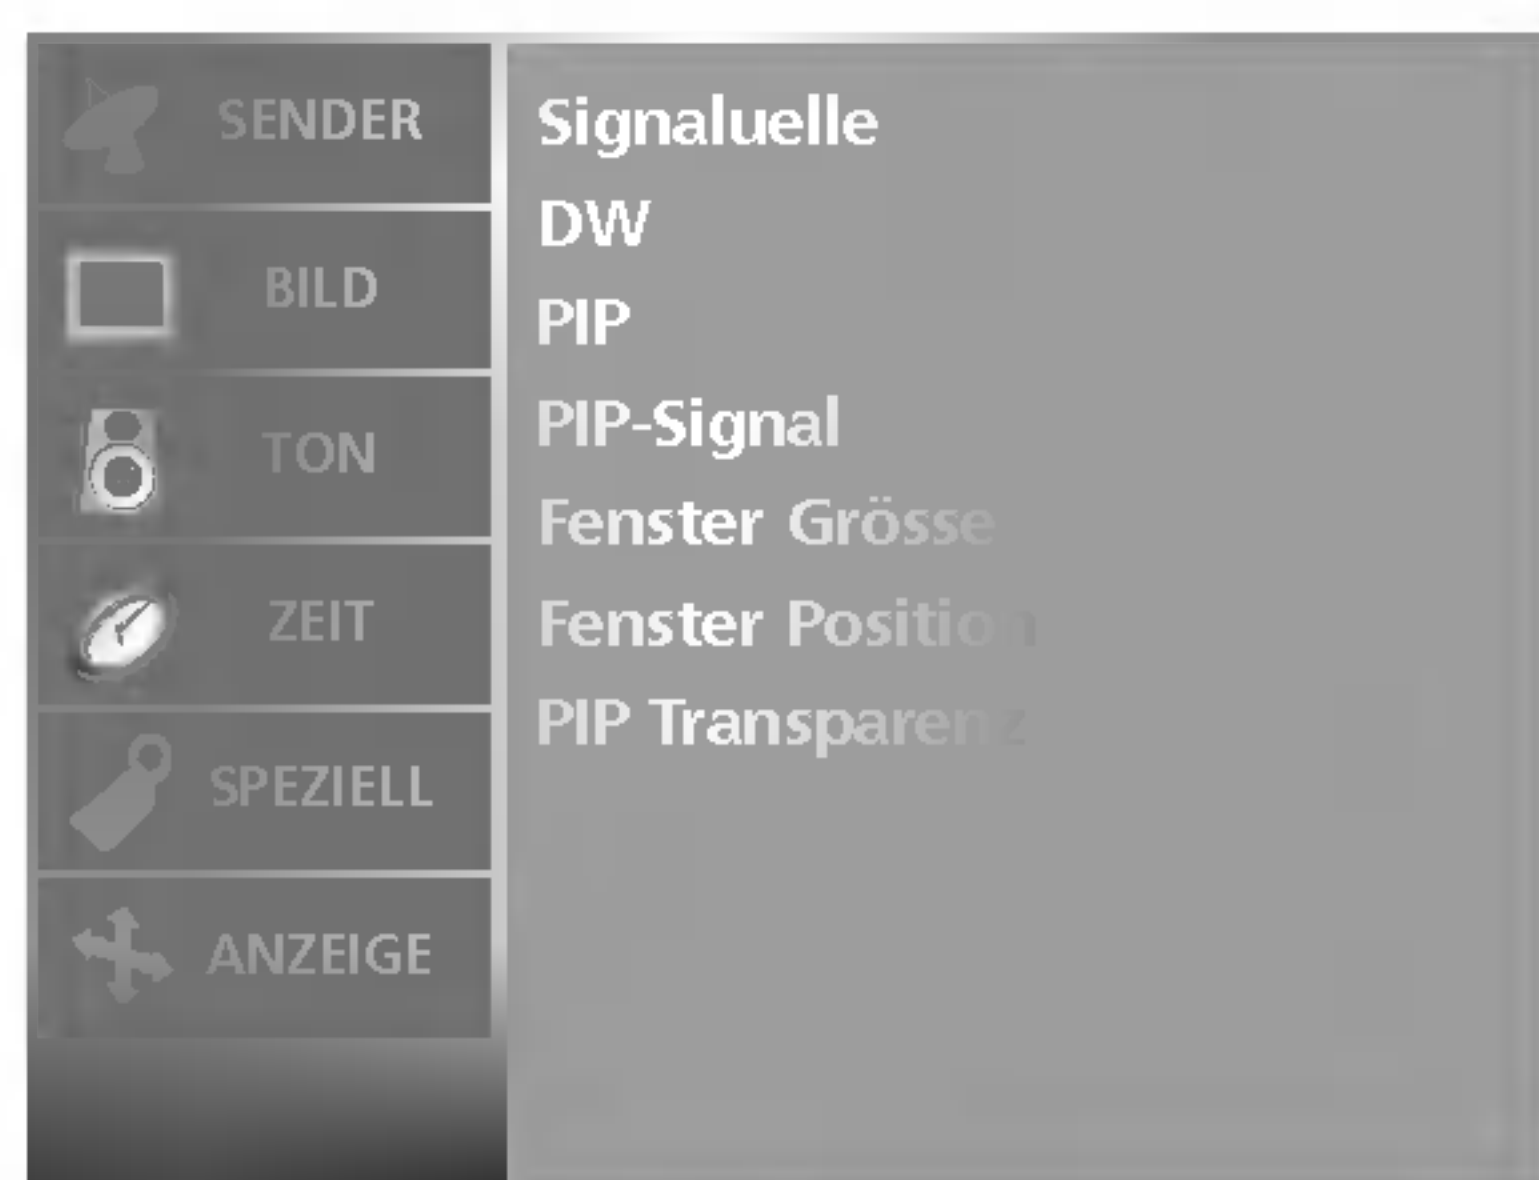 SENDER
BILD
TON
ZEIT
SPEZIELL
ANZEIGE
Signaluelle
DW
PIP
PIP-Signal
Fenster Grösse
Fenster Position
PIP Transparenz